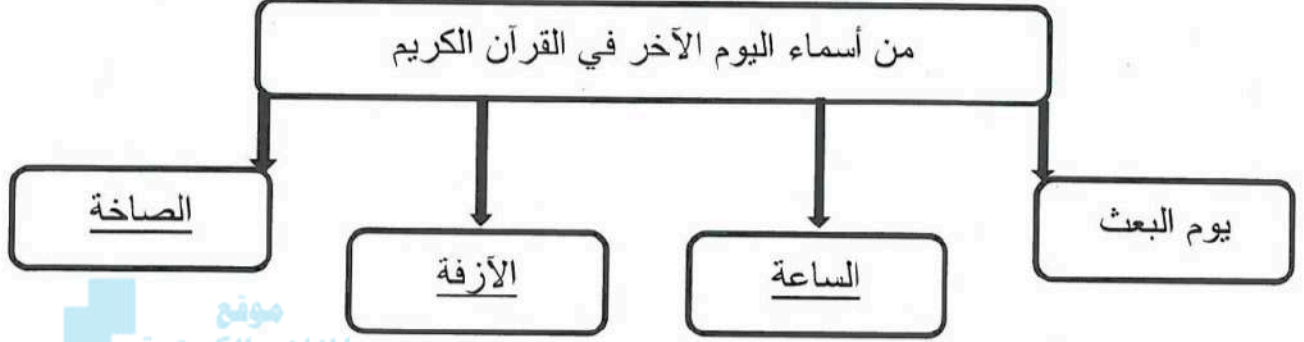 من أسماء اليوم الآخر في القرآن الكريم
يوم البعث
الساعة
الآزفة
الصاخة
موقع